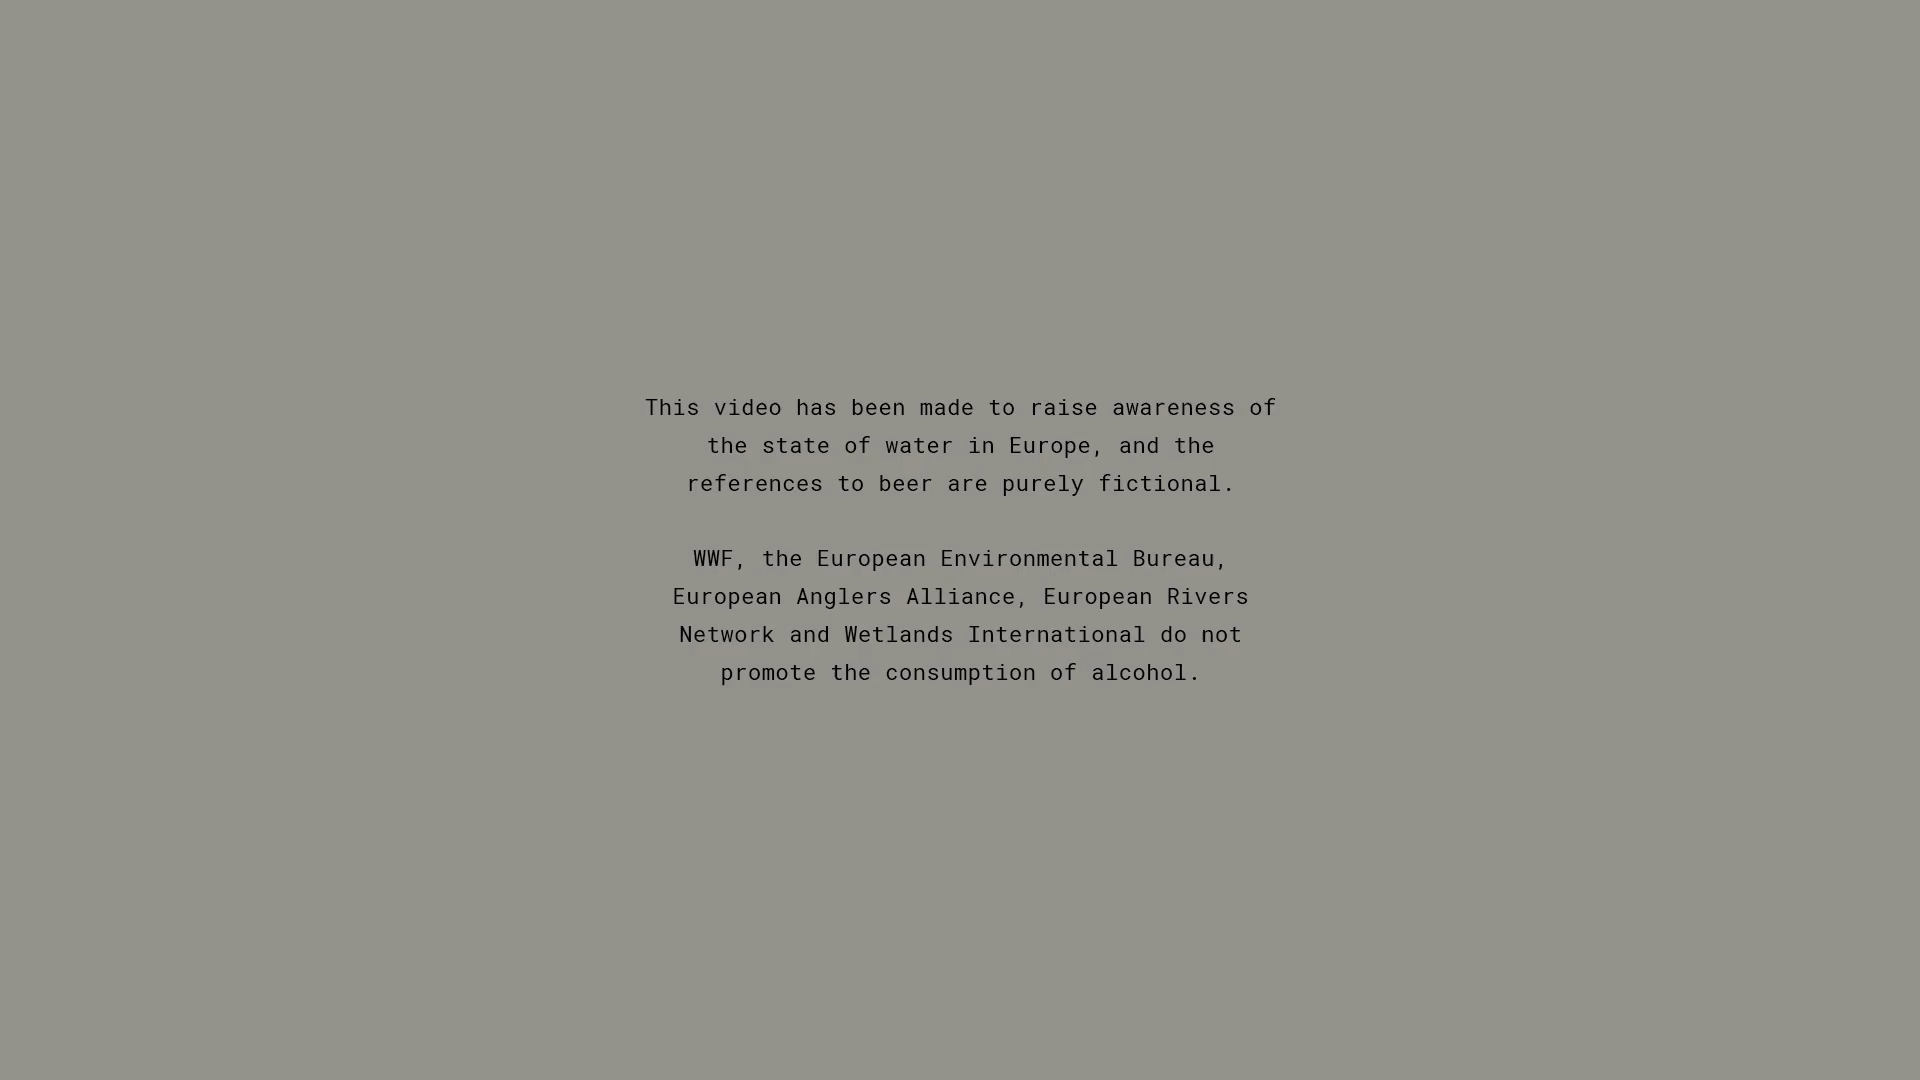 This video has been made to raise awareness of
the state of water in Europe, and the
references to beer are purely fictional.
WWF, the European Environmental Bureau,
European Anglers Alliance, European Rivers
Network and Wetlands International do not
promote the consumption of alcohol.